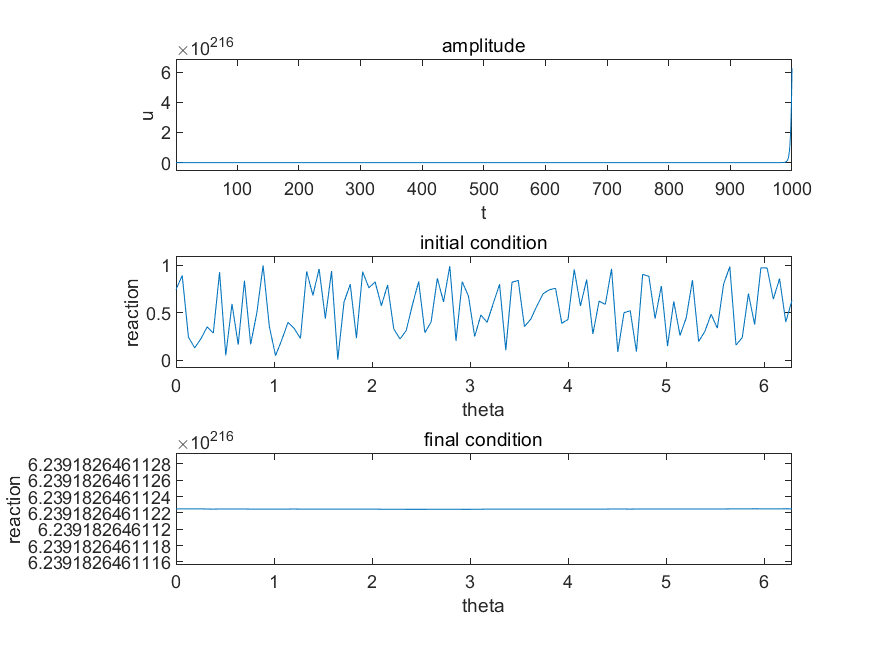 ×10^216
amplitude
6
4
2
0
u
100 200 300 400 500 600 700 800 900 1000
t
initial condition
1
0.5
0
reaction
0 1 2 3 4 5 6
theta
×10^216
final condition
6.2391826461128
6.2391826461126
6.2391826461124
6.2391826461122
6.239182646112
6.2391826461118
6.2391826461116
reaction
0 1 2 3 4 5 6
theta